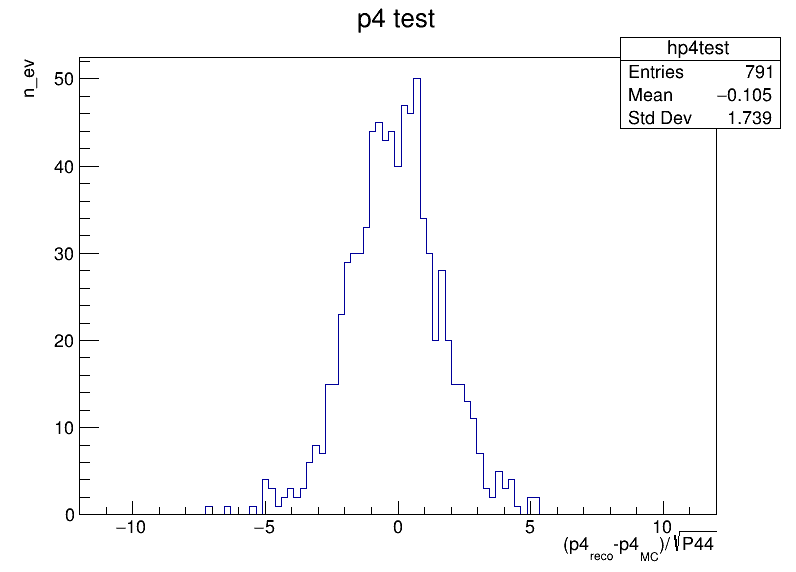 p4 test
hp4test
Entries 791
Mean −0.105
Std Dev 1.739
n_ev
50
40
30
20
10
0
−10 −5 0 5 10
(p4reco-p4MC)/√P44